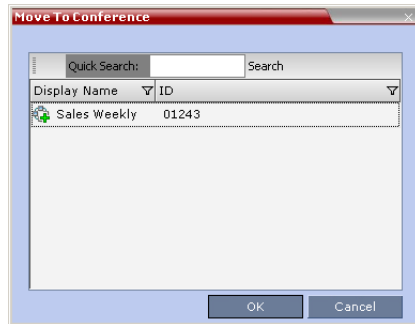 Move To Conference
Quick Search: Search
Display Name ID
Sales Weekly 01243
OK Cancel